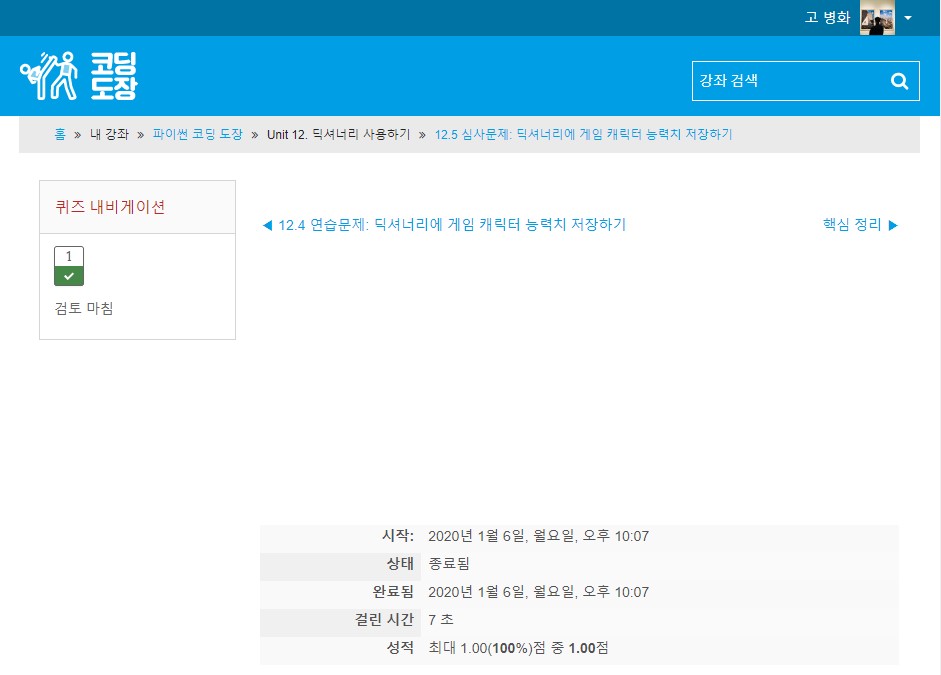 고 병화
코딩
도장
강좌 검색
홈 » 내 강좌 » 파이썬 코딩 도장 » Unit 12. 딕셔너리 사용하기 » 12.5 심사문제: 딕셔너리에 게임 캐릭터 능력치 저장하기
퀴즈 내비게이션
1
검토 마침
◀ 12.4 연습문제: 딕셔너리에 게임 캐릭터 능력치 저장하기
핵심 정리 ▶
시작: 2020년 1월 6일, 월요일, 오후 10:07
상태 종료됨
완료됨 2020년 1월 6일, 월요일, 오후 10:07
걸린 시간 7 초
성적 최대 1.00(100%)점 중 1.00점